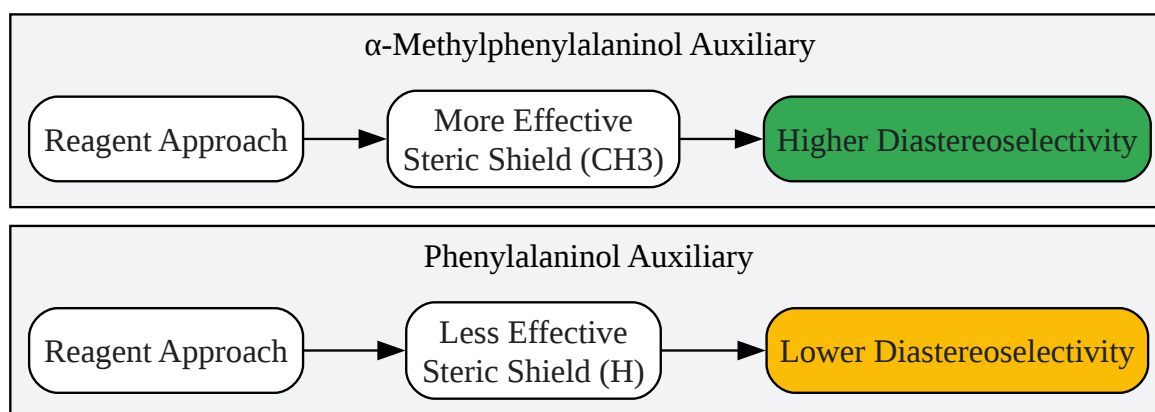 α-Methylphenylalaninol Auxiliary
Reagent Approach
More Effective
Steric Shield (CH3)
Higher Diastereoselectivity
Phenylalaninol Auxiliary
Reagent Approach
Less Effective
Steric Shield (H)
Lower Diastereoselectivity